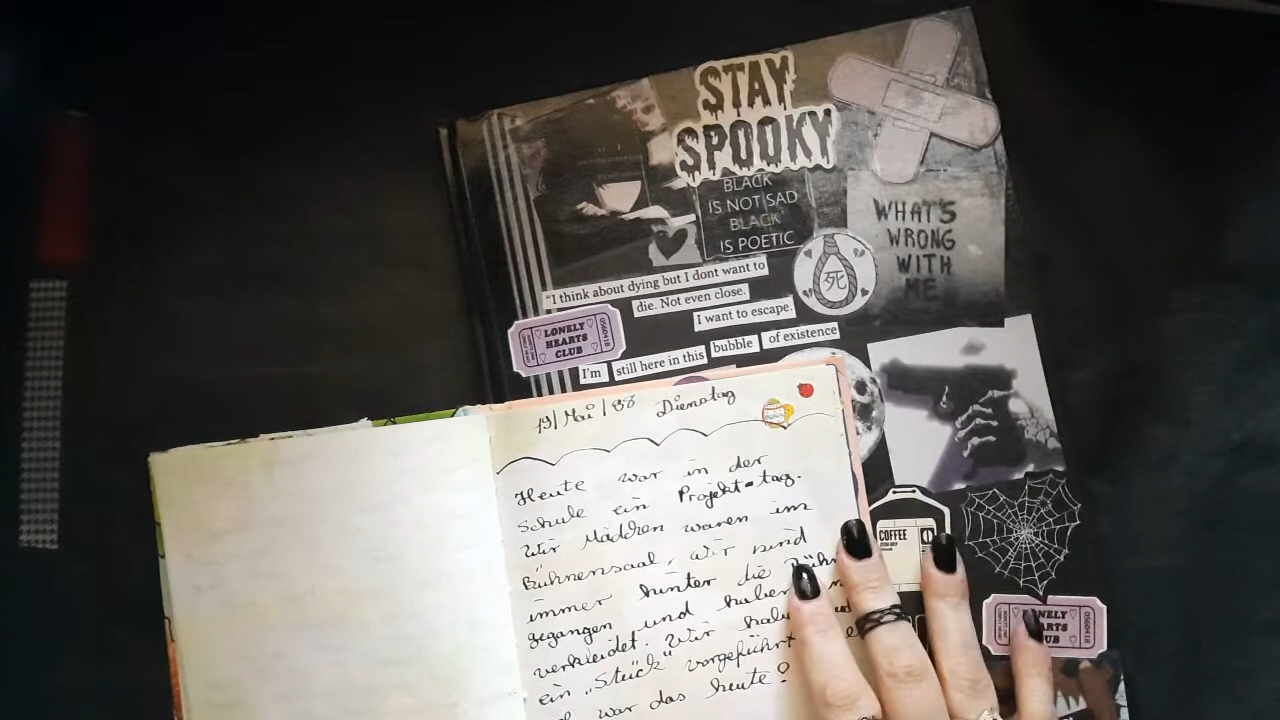 STAY
SPOOKY
BLACK
IS NOT SAD
BLACK
IS POETIC
WHAT'S
WRONG
WITH
ME
死
"I think about dying but I dont want to
die. Not even close.
I want to escape.
I'm still here in this bubble of existence
LONELY
HEARTS
CLUB
0560418
19/Mai/88 Dienstag
Heute war in der
Schule ein Projekt-tag.
Wir Mädchen waren im
Bühnensaal, wir sind
immer hinter die
gegangen und haben
verkleidet. Wir
ein "Stück" vorgeführt
war das heute?
COFFEE
LONELY
HEARTS
CLUB
0560418